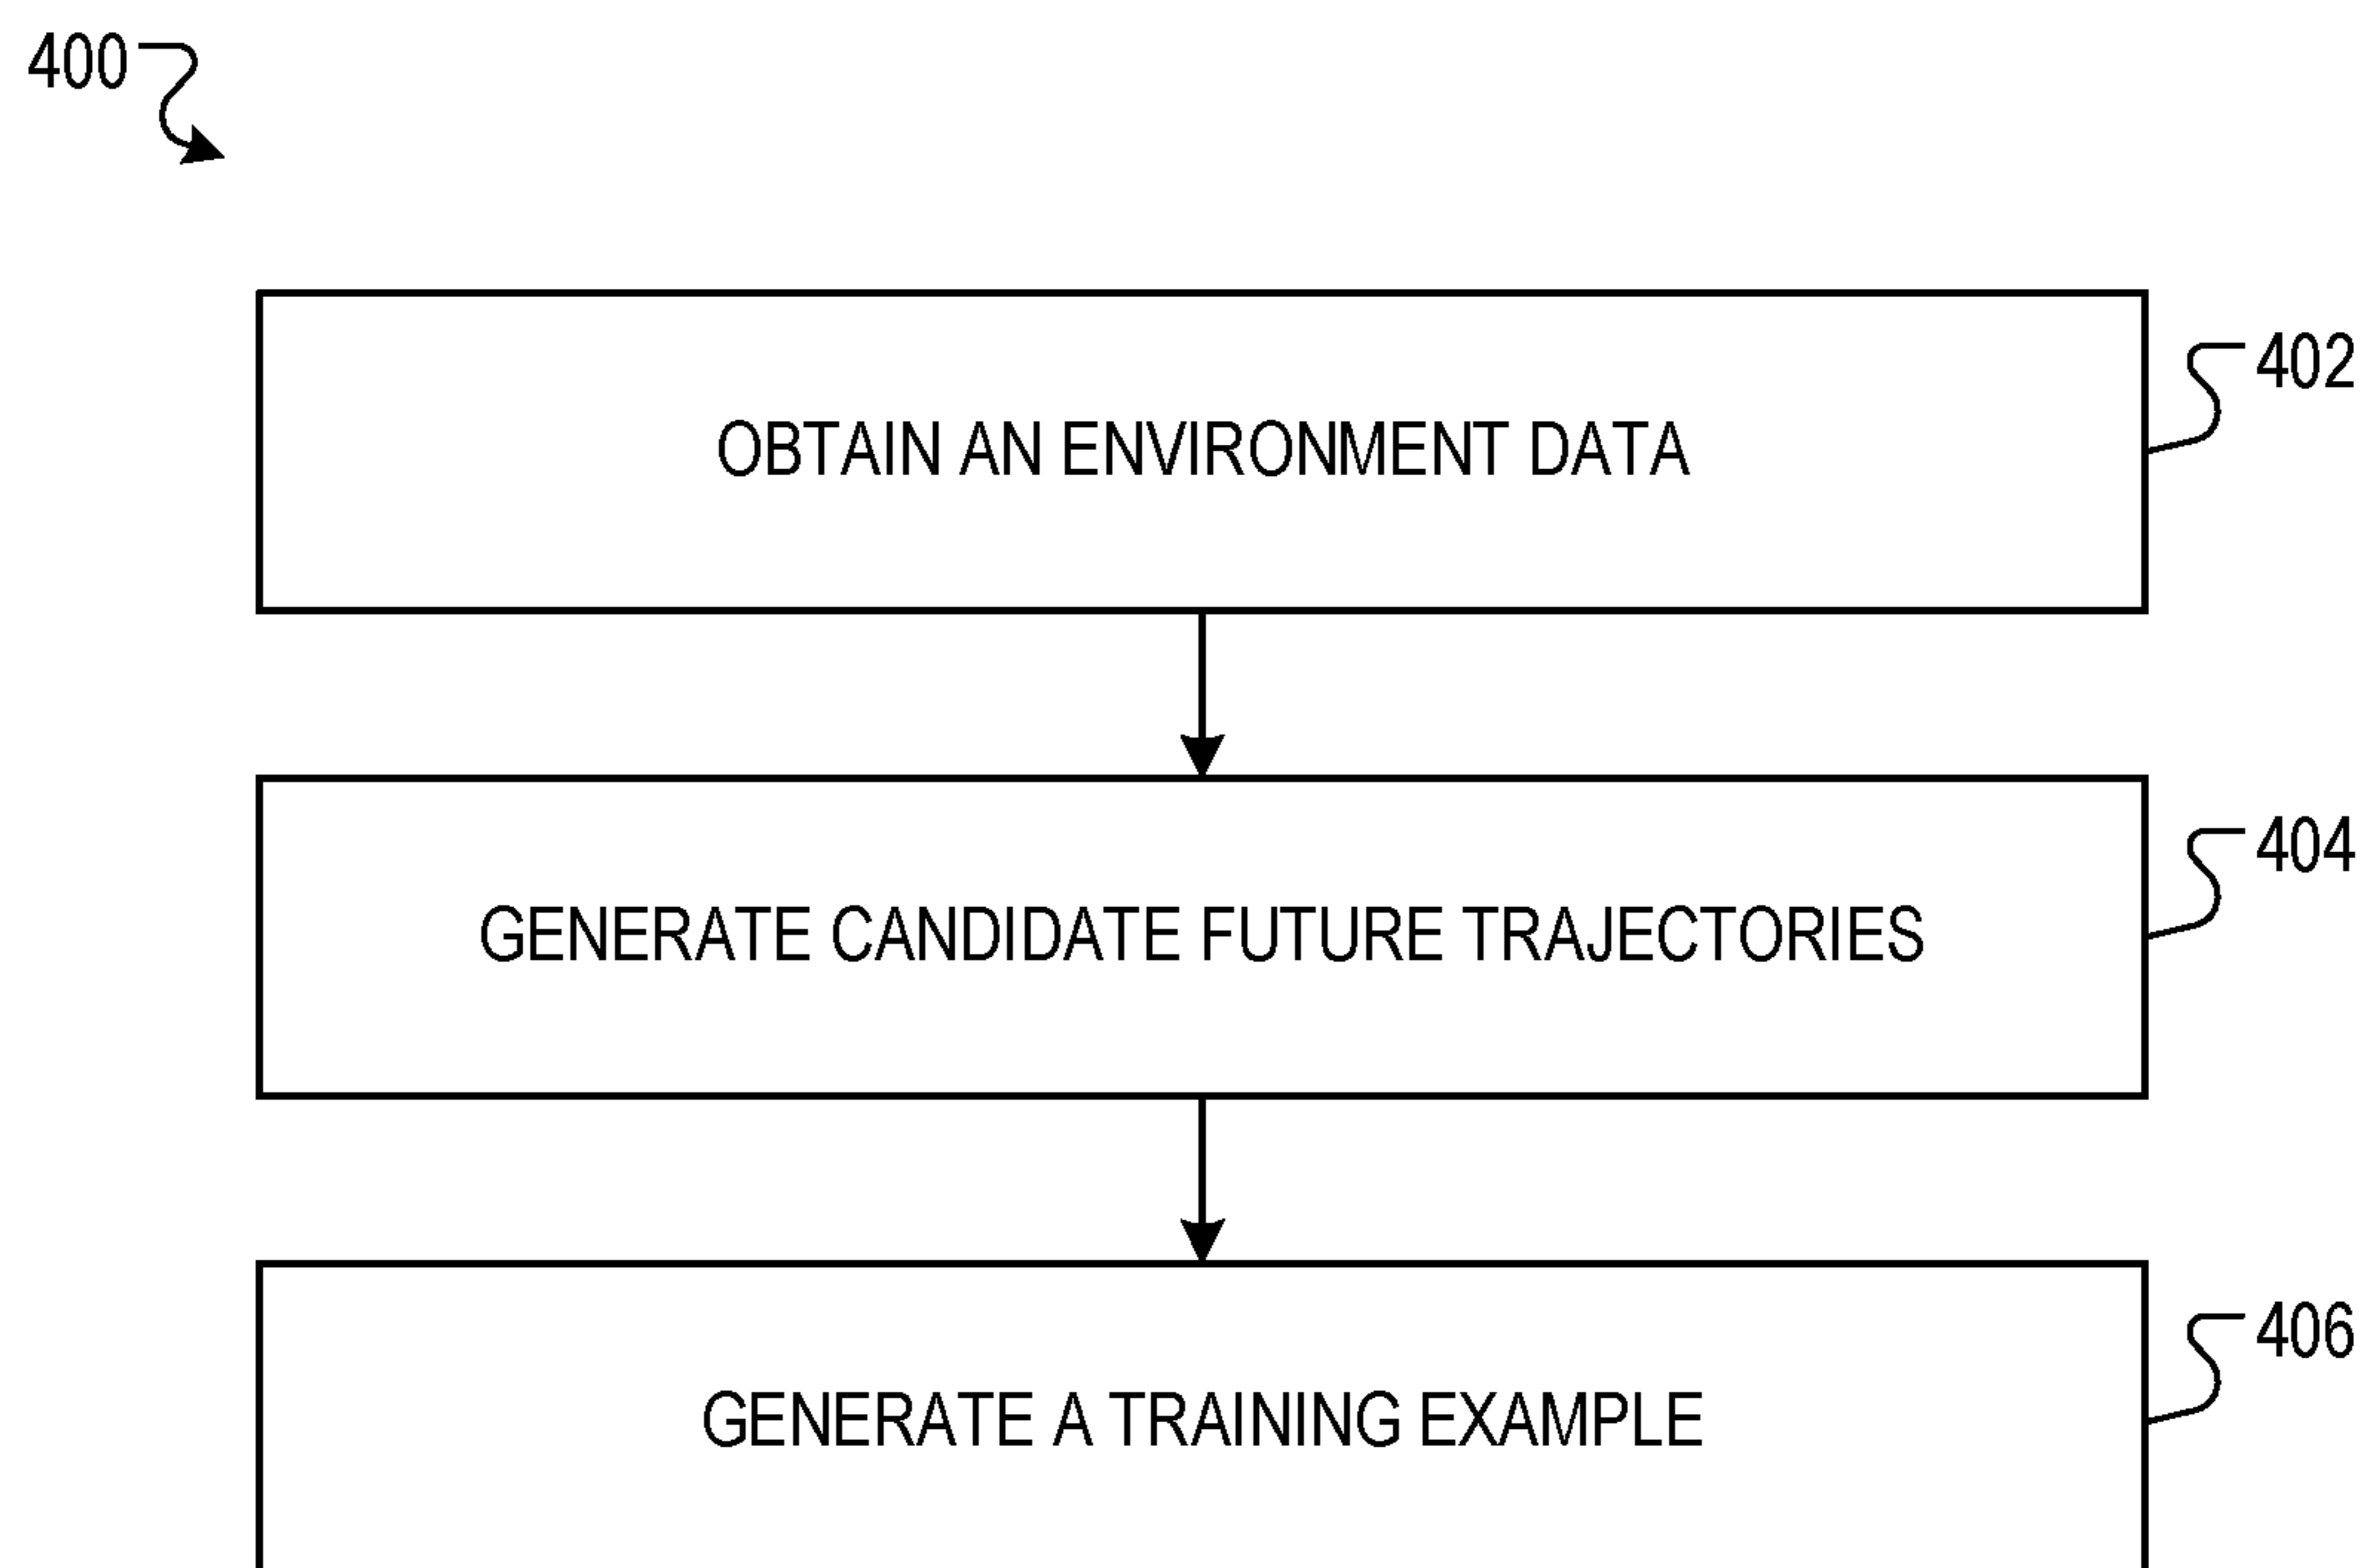 400
402
OBTAIN AN ENVIRONMENT DATA
404
GENERATE CANDIDATE FUTURE TRAJECTORIES
406
GENERATE A TRAINING EXAMPLE